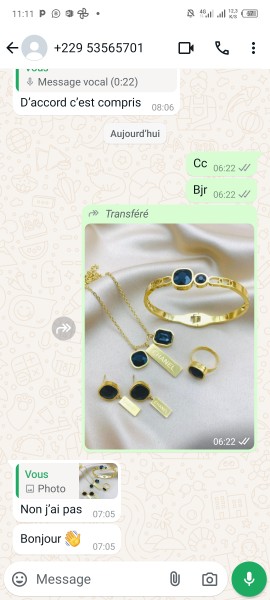 11:11 P
4G
+229 53565701
Vous
Message vocal (0:22)
D'accord c'est compris 08:06
Aujourd'hui
Cc 06:22
Bjr 06:22
Transféré
06:22
Vous
Photo
Non j'ai pas 07:05
Bonjour 👋 07:05
Message